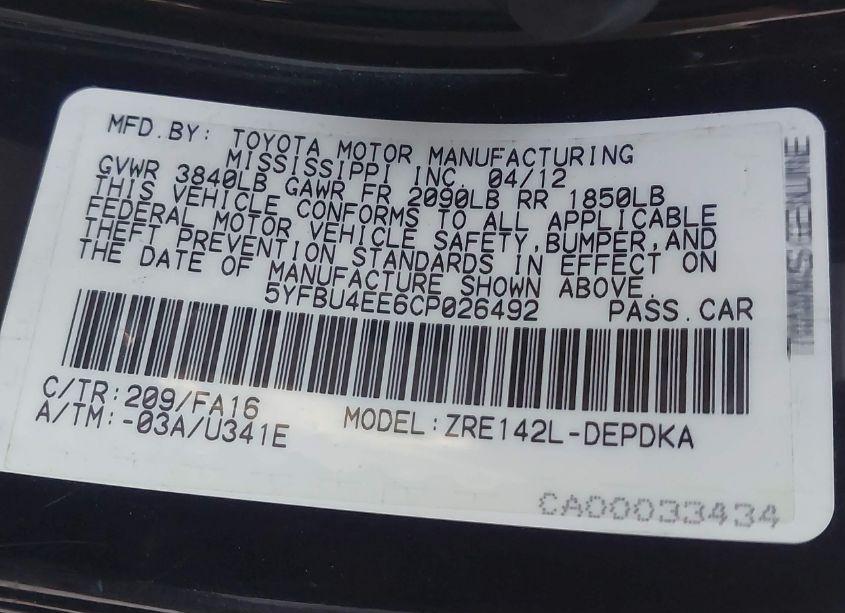 MFD.BY: TOYOTA MOTOR MANUFACTURING
MISSISSIPPI INC. 04/12
GVWR 3840LB GAWR FR 2090LB RR 1850LB
THIS VEHICLE CONFORMS TO ALL APPLICABLE
FEDERAL MOTOR VEHICLE SAFETY,BUMPER,AND
THEFT PREVENTION STANDARDS IN EFFECT ON
THE DATE OF MANUFACTURE SHOWN ABOVE.
5YFBU4EE6CP026492 PASS.CAR
C/TR:209/FA16
A/TM:-03A/U341E
MODEL:ZRE142L-DEPDKA
CA00033434